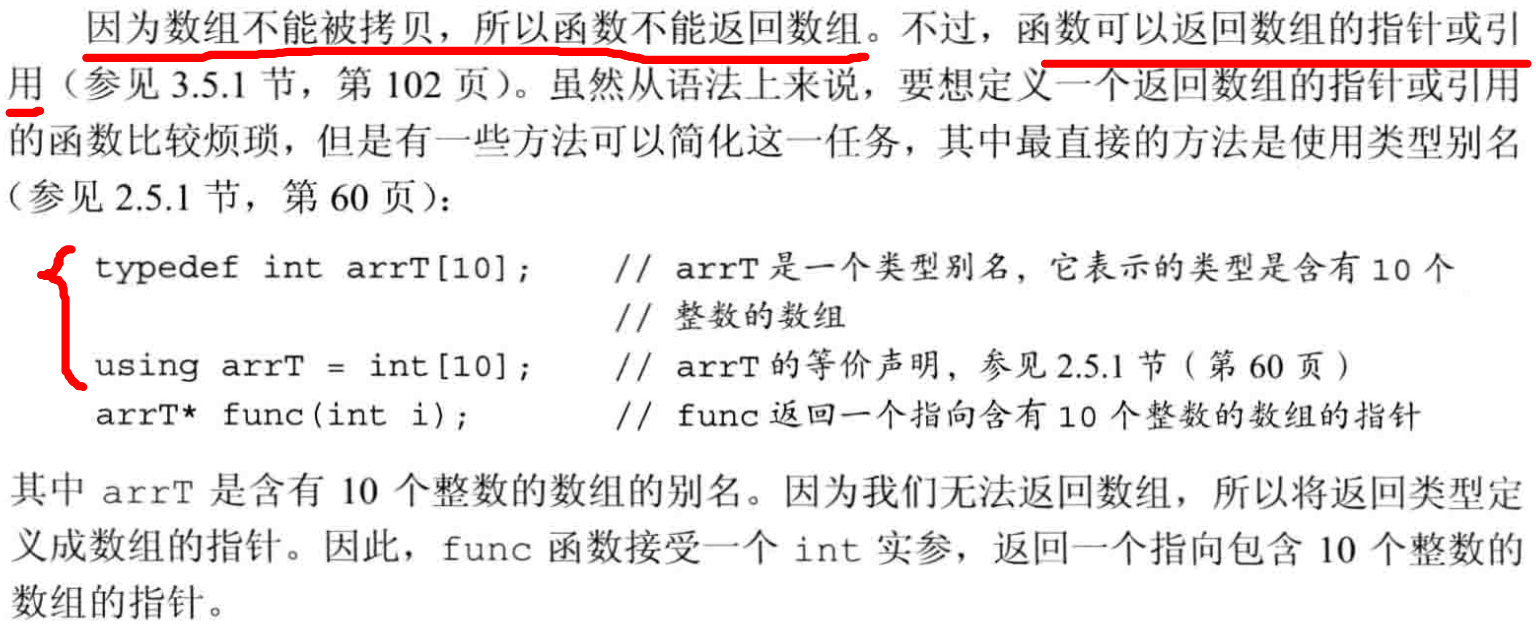 因为数组不能被拷贝，所以函数不能返回数组。不过，函数可以返回数组的指针或引
用（参见 3.5.1 节，第 102 页）。虽然从语法上来说，要想定义一个返回数组的指针或引用
的函数比较烦琐，但是有一些方法可以简化这一任务，其中最直接的方法是使用类型别名
（参见 2.5.1 节，第 60 页）：
typedef int arrT[10];    // arrT 是一个类型别名，它表示的类型是含有 10 个
// 整数的数组
using arrT = int[10];    // arrT 的等价声明，参见 2.5.1 节（第 60 页）
arrT* func(int i);    // func 返回一个指向含有 10 个整数的数组的指针
其中 arrT 是含有 10 个整数的数组的别名。因为我们无法返回数组，所以将返回类型定
义成数组的指针。因此，func 函数接受一个 int 实参，返回一个指向包含 10 个整数的
数组的指针。